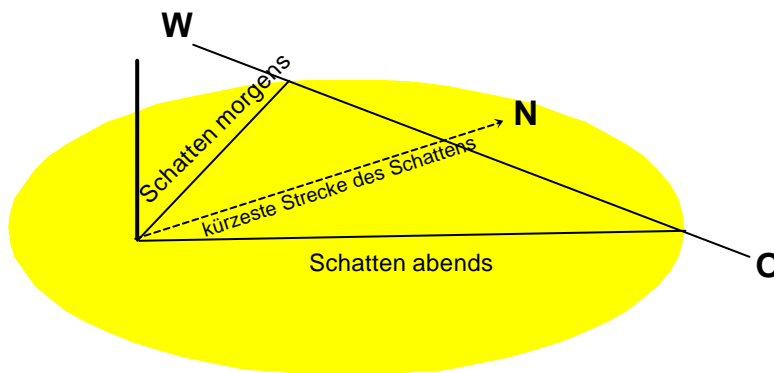 W
Schatten morgens
N
kürzeste Strecke des Schattens
Schatten abends
O